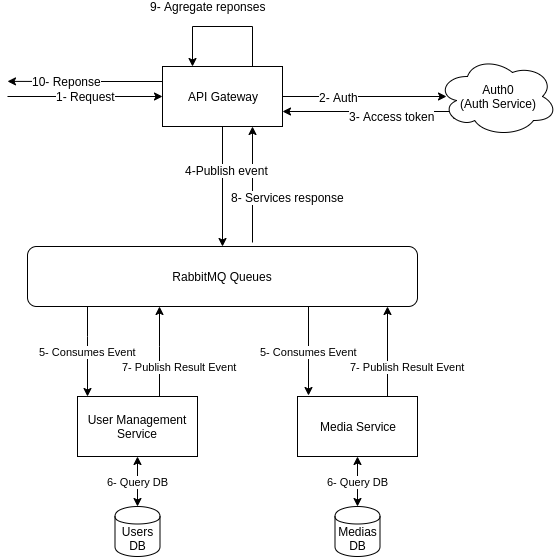 9- Agregate reponses
10- Reponse
1- Request
API Gateway
2- Auth
3- Access token
Auth0
(Auth Service)
4-Publish event
8- Services response
RabbitMQ Queues
5- Consumes Event
7- Publish Result Event
5- Consumes Event
7- Publish Result Event
User Management
Service
Media Service
6- Query DB
6- Query DB
Users
DB
Medias
DB